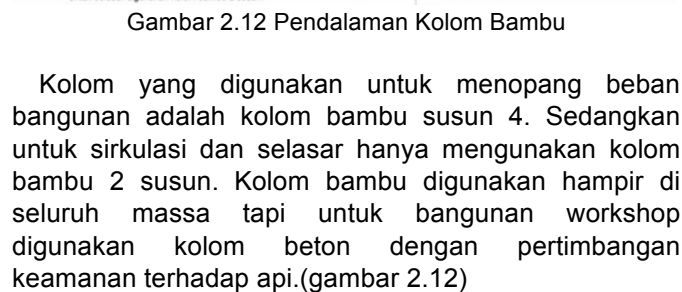 Gambar 2.12 Pendalaman Kolom Bambu
Kolom yang digunakan untuk menopang beban
bangunan adalah kolom bambu susun 4. Sedangkan
untuk sirkulasi dan selasar hanya mengunakan kolom
bambu 2 susun. Kolom bambu digunakan hampir di
seluruh massa tapi untuk bangunan workshop
digunakan kolom beton dengan pertimbangan
keamanan terhadap api.(gambar 2.12)